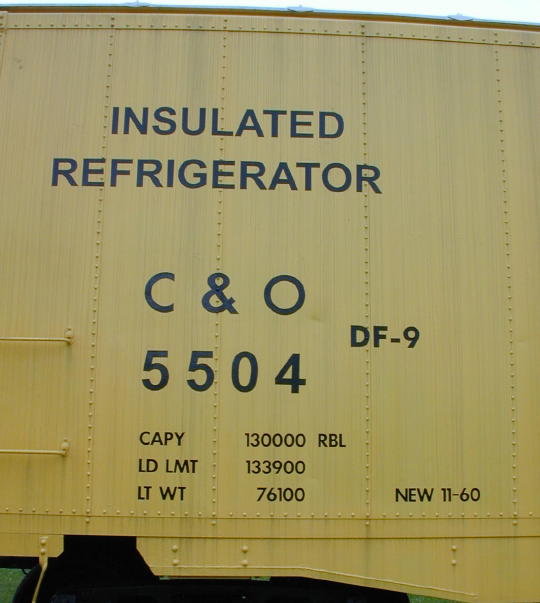 INSULATED
REFRIGERATOR
C & O
DF-9
5504
CAPY 130000 RBL
LD LMT 133900
LT WT 76100 NEW 11-60